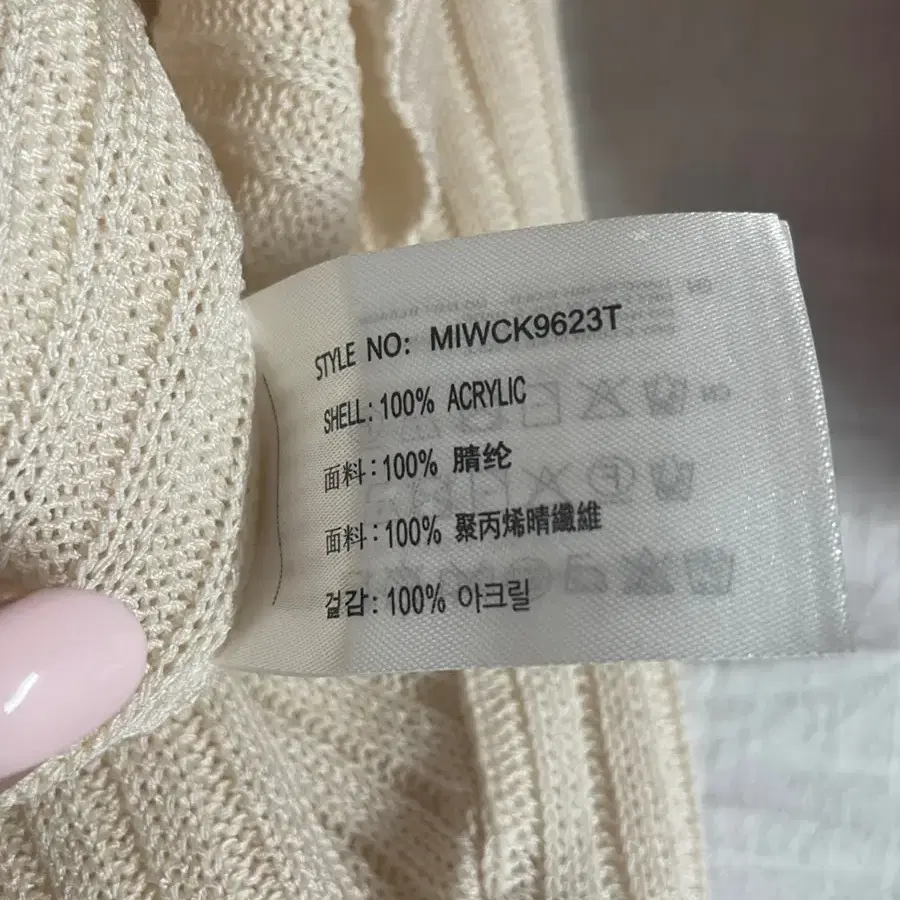 STYLE NO: MIWCK9623T
SHELL: 100% ACRYLIC
面料: 100% 腈纶
面料: 100% 聚丙烯晴纖維
겉감: 100% 아크릴